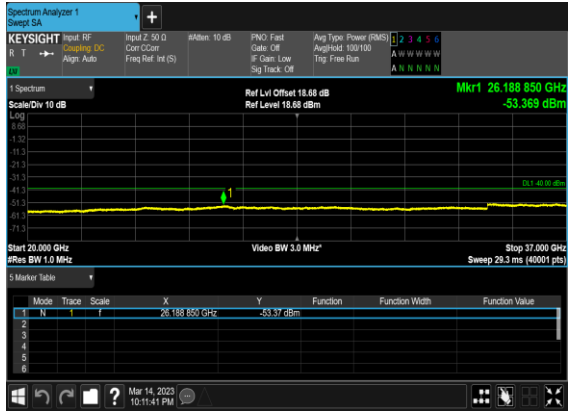 Spectrum Analyzer 1
Swept SA
+
KEYSIGHT Input: RF Input Z: 50 Ω #Atten: 10 dB PNO: Fast Avg Type: Power (RMS) 1 2 3 4 5 6
R T Coupling: DC Corr CCorr Gate: Off Avg|Hold: 100/100 A W W W W W
Align: Auto Freq Ref: Int (S) IF Gain: Low Trig: Free Run
LU Sig Track: Off A N N N N N
1 Spectrum Ref Lvl Offset 18.68 dB Mkr1 26.188 850 GHz
Scale/Div 10 dB Ref Level 18.68 dBm -53.369 dBm
Log
8.68
-1.32
-11.3
-21.3
-31.3
DL1 -40.00 dBm
-41.3
1
-51.3
-61.3
-71.3
Start 20.000 GHz Video BW 3.0 MHz* Stop 37.000 GHz
#Res BW 1.0 MHz Sweep 29.3 ms (40001 pts)
5 Marker Table
Mode Trace Scale X Y Function Function Width Function Value
1 N 1 f 26.188 850 GHz -53.37 dBm
2
3
4
5
6
? Mar 14, 2023
10:11:41 PM